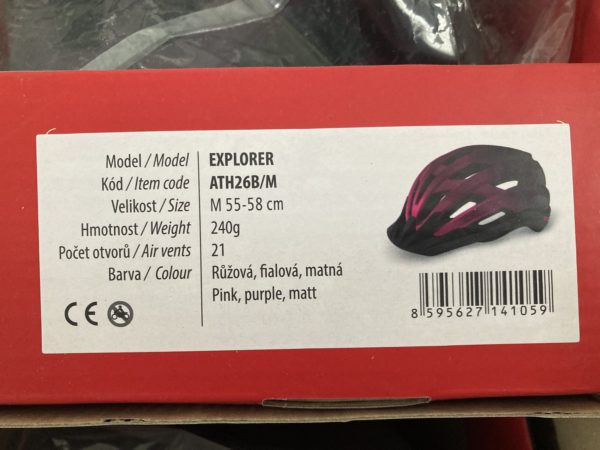 Model / Model EXPLORER
Kód / Item code ATH26B/M
Velikost / Size M 55-58 cm
Hmotnost / Weight 240g
Počet otvorů / Air vents 21
Barva / Colour Růžová, fialová, matná
Pink, purple, matt
CE
8 595627 141059